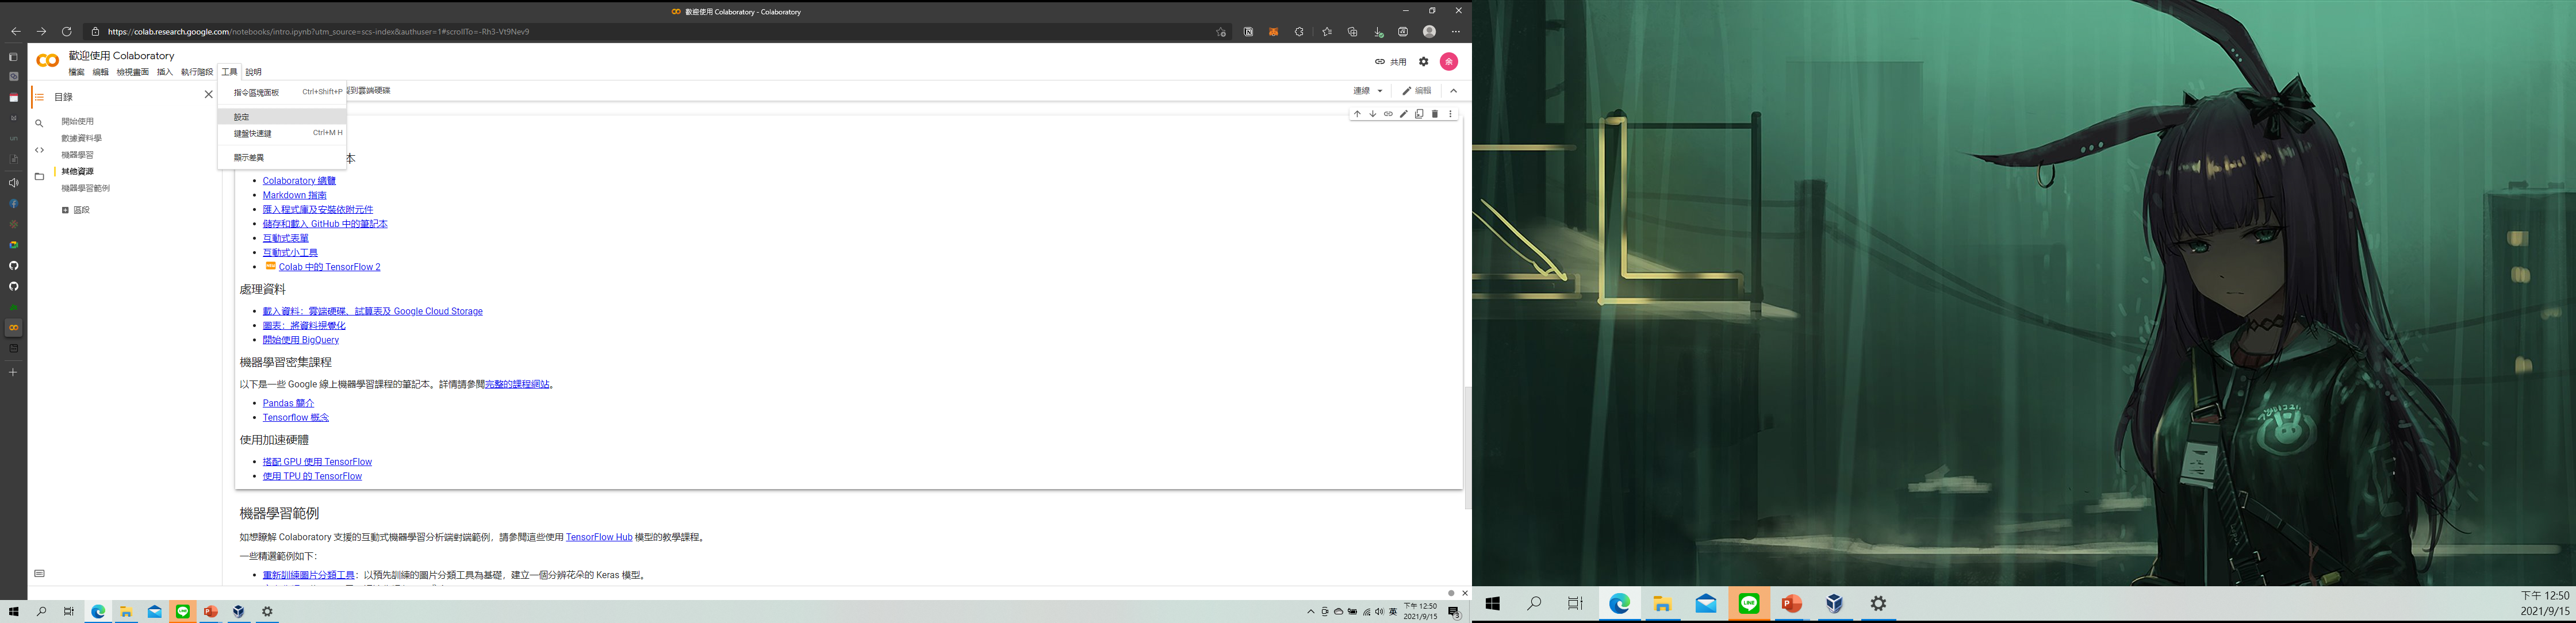 歡迎使用 Colaboratory - Colaboratory
https://colab.research.google.com/notebooks/intro.ipynb?utm_source=scs-index&authuser=1#scrollTo=-Rh3-Vt9Nev9
歡迎使用 Colaboratory
檔案 編輯 檢視畫面 插入 執行階段 工具 說明
共用
余
目錄
開始使用
數據資料學
機器學習
其他資源
機器學習範例
區段
指令區塊面板 Ctrl+Shift+P
設定
鍵盤快速鍵 Ctrl+M H
顯示差異
到雲端硬碟
連線
編輯
本
Colaboratory 總覽
Markdown 指南
匯入程式庫及安裝依附元件
儲存和載入 GitHub 中的筆記本
互動式表單
互動式小工具
Colab 中的 TensorFlow 2
處理資料
載入資料：雲端硬碟、試算表及 Google Cloud Storage
圖表：將資料視覺化
開始使用 BigQuery
機器學習密集課程
以下是一些 Google 線上機器學習課程的筆記本。詳情請參閱完整的課程網站。
Pandas 簡介
Tensorflow 概念
使用加速硬體
搭配 GPU 使用 TensorFlow
使用 TPU 的 TensorFlow
機器學習範例
如想瞭解 Colaboratory 支援的互動式機器學習分析端對端範例，請參閱這些使用 TensorFlow Hub 模型的教學課程。
一些精選範例如下：
重新訓練圖片分類工具：以預先訓練的圖片分類工具為基礎，建立一個分辨花朵的 Keras 模型。
英
下午 12:50
2021/9/15
3
下午 12:50
2021/9/15